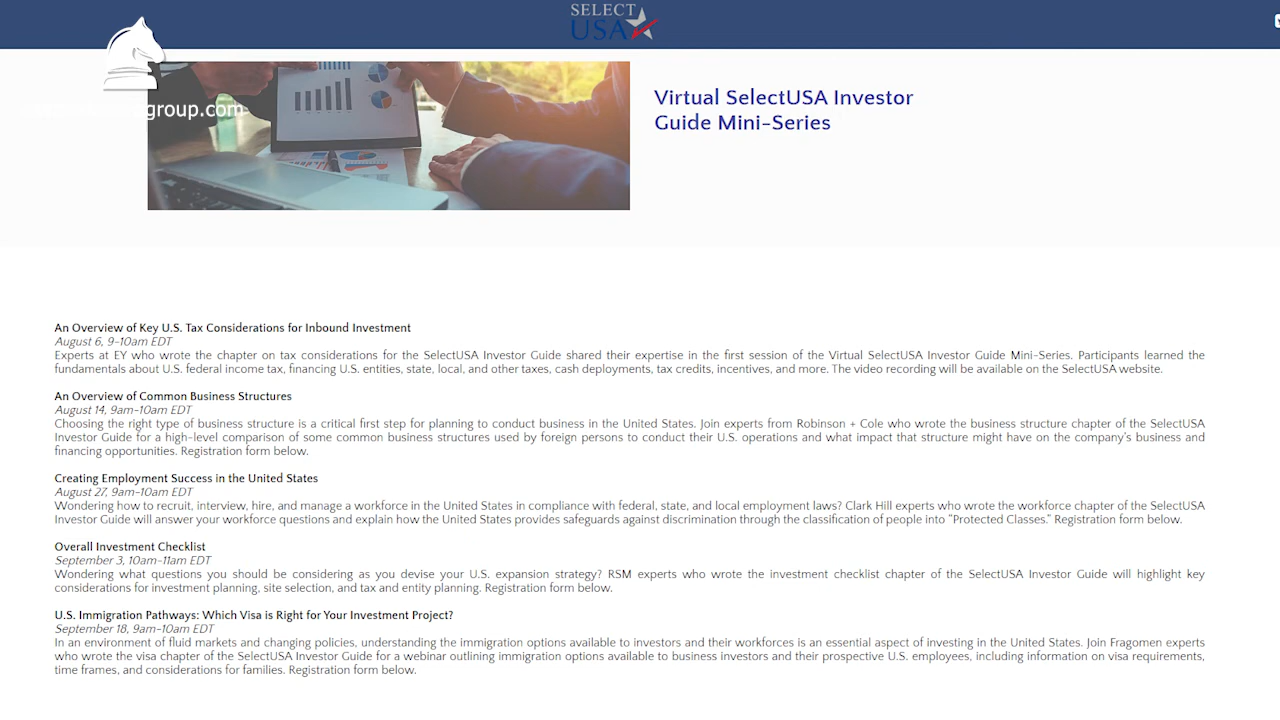 SELECT
USA
group.com
Virtual SelectUSA Investor
Guide Mini-Series
An Overview of Key U.S. Tax Considerations for Inbound Investment
August 6, 9-10am EDT
Experts at EY who wrote the chapter on tax considerations for the SelectUSA Investor Guide shared their expertise in the first session of the Virtual SelectUSA Investor Guide Mini-Series. Participants learned the
fundamentals about U.S. federal income tax, financing U.S. entities, state, local, and other taxes, cash deployments, tax credits, incentives, and more. The video recording will be available on the SelectUSA website.
An Overview of Common Business Structures
August 14, 9am-10am EDT
Choosing the right type of business structure is a critical first step for planning to conduct business in the United States. Join experts from Robinson + Cole who wrote the business structure chapter of the SelectUSA
Investor Guide for a high-level comparison of some common business structures used by foreign persons to conduct their U.S. operations and what impact that structure might have on the company's business and
financing opportunities. Registration form below.
Creating Employment Success in the United States
August 27, 9am-10am EDT
Wondering how to recruit, interview, hire, and manage a workforce in the United States in compliance with federal, state, and local employment laws? Clark Hill experts who wrote the workforce chapter of the SelectUSA
Investor Guide will answer your workforce questions and explain how the United States provides safeguards against discrimination through the classification of people into "Protected Classes." Registration form below.
Overall Investment Checklist
September 3, 10am-11am EDT
Wondering what questions you should be considering as you devise your U.S. expansion strategy? RSM experts who wrote the investment checklist chapter of the SelectUSA Investor Guide will highlight key
considerations for investment planning, site selection, and tax and entity planning. Registration form below.
U.S. Immigration Pathways: Which Visa is Right for Your Investment Project?
September 18, 9am-10am EDT
In an environment of fluid markets and changing policies, understanding the immigration options available to investors and their workforces is an essential aspect of investing in the United States. Join Fragomen experts
who wrote the visa chapter of the SelectUSA Investor Guide for a webinar outlining immigration options available to business investors and their prospective U.S. employees, including information on visa requirements,
time frames, and considerations for families. Registration form below.